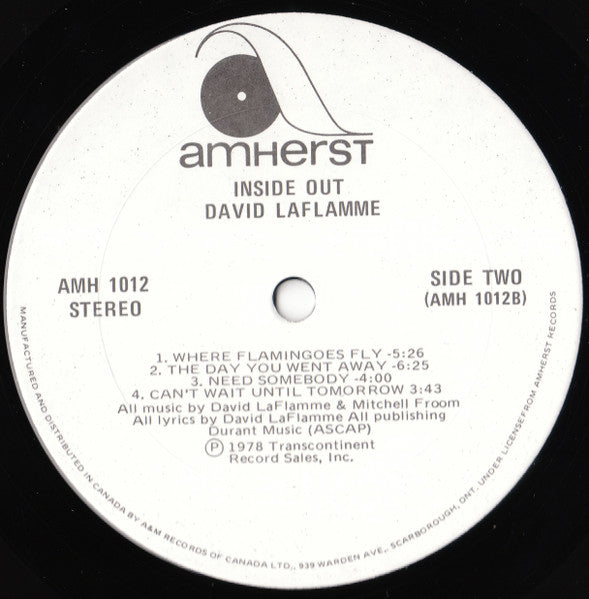 amHersT
INSIDE OUT
DAVID LAFLAMME
AMH 1012
STEREO
SIDE TWO
(AMH 1012B)
1. WHERE FLAMINGOES FLY -5:26
2. THE DAY YOU WENT AWAY -6:25
3. NEED SOMEBODY -4:00
4. CAN'T WAIT UNTIL TOMORROW 3:43
All music by David LaFlamme & Mitchell Froom
All lyrics by David LaFlamme All publishing
Durant Music (ASCAP)
Ⓟ 1978 Transcontinent
Record Sales, Inc.
MANUFACTURED AND DISTRIBUTED IN CANADA BY A&M RECORDS OF CANADA LTD., 939 WARDEN AVE., SCARBOROUGH, ONT. UNDER LICENSE FROM AMHERST RECORDS